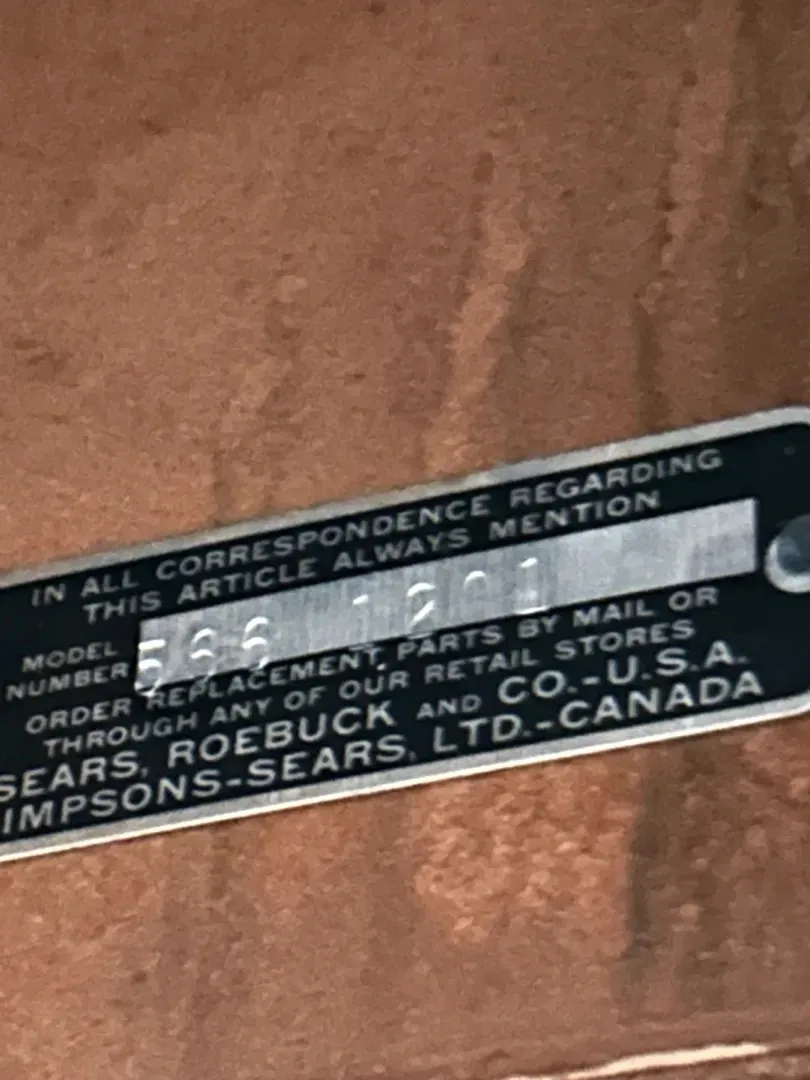 IN ALL CORRESPONDENCE REGARDING
THIS ARTICLE ALWAYS MENTION
MODEL
NUMBER
ORDER REPLACEMENT PARTS BY MAIL OR
THROUGH ANY OF OUR RETAIL STORES
SEARS, ROEBUCK AND CO.-U.S.A.
IMPSONS-SEARS, LTD.-CANADA